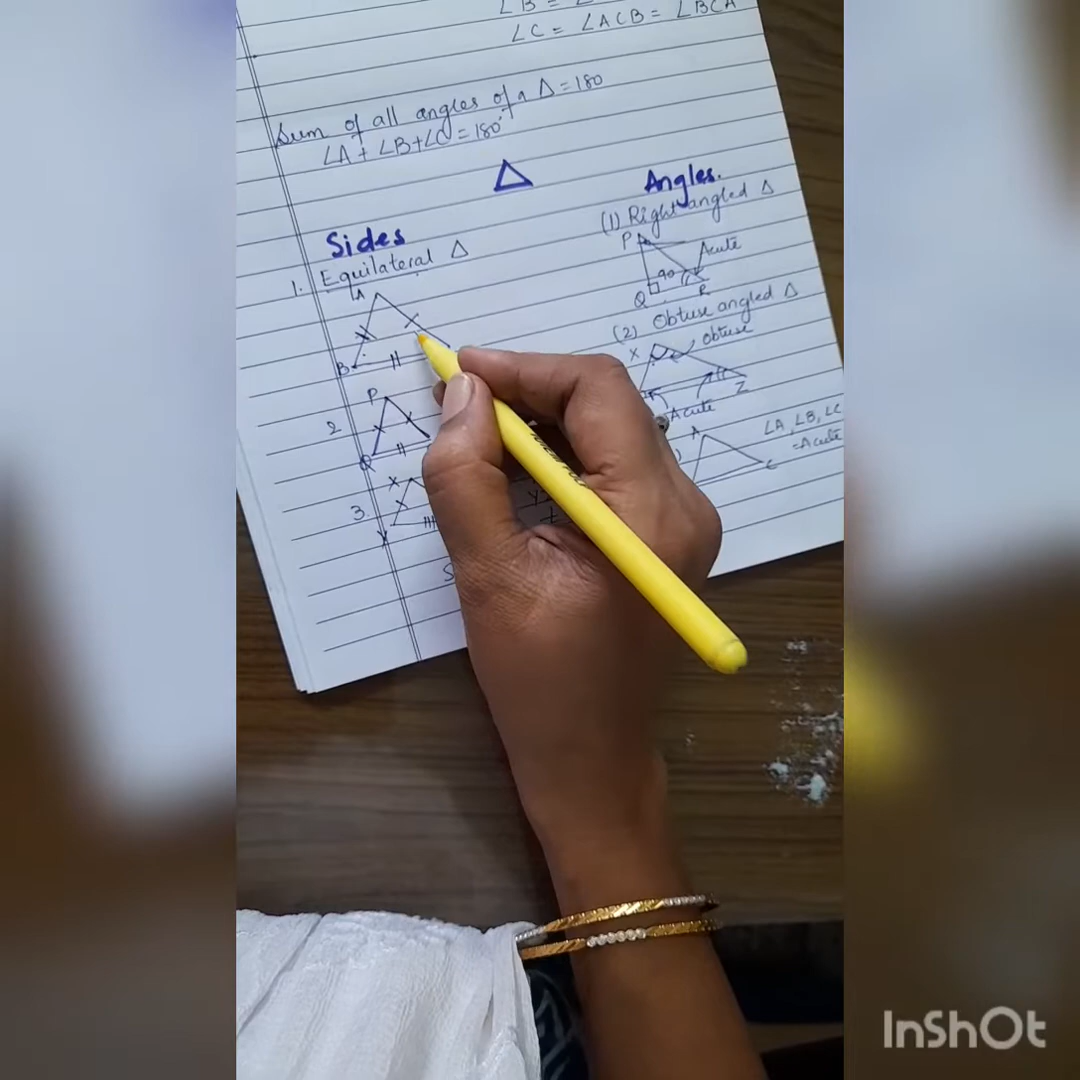 ∠B = ∠
∠C = ∠ACB = ∠BCA
Sum of all angles of a Δ = 180
∠A + ∠B + ∠C = 180°
Δ
Sides
1. Equilateral Δ
A
B
2
P
Q
3.
X
Y
S
Angles.
(1) Right angled Δ
P
Acute
90
Q
R
(2) Obtuse angled Δ
X
Obtuse
Z
Acute
A
∠A, ∠B, ∠C
= Acute
C
InShOt